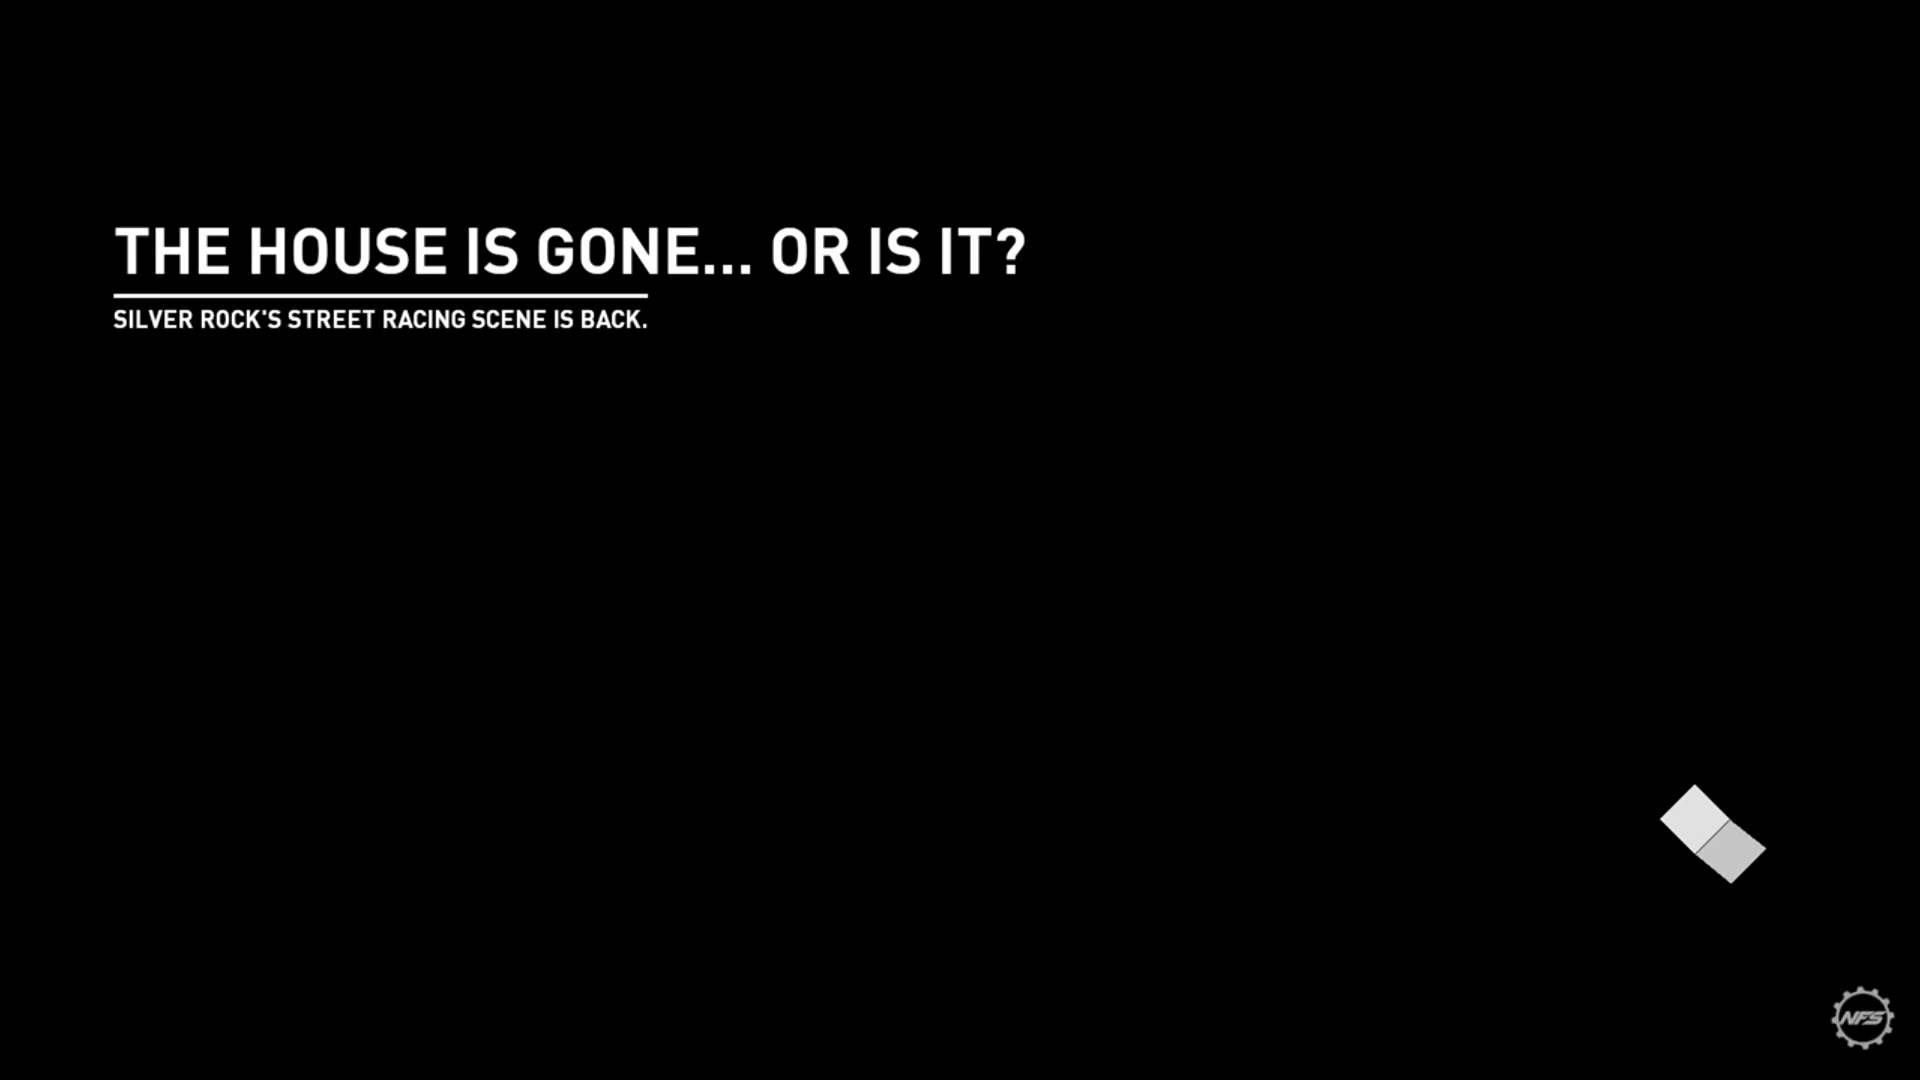 THE HOUSE IS GONE... OR IS IT?
SILVER ROCK'S STREET RACING SCENE IS BACK.
NFS